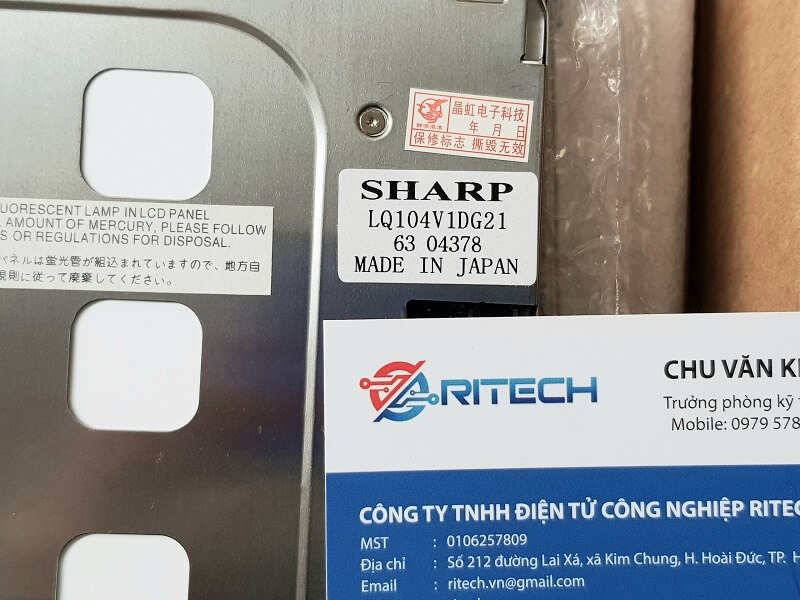 晶虹电子科技
年 月 日
保修标志 撕毁无效
SHARP
LQ104V1DG21
63 04378
MADE IN JAPAN
UORESCENT LAMP IN LCD PANEL
AMOUNT OF MERCURY, PLEASE FOLLOW
S OR REGULATIONS FOR DISPOSAL.
パネルは蛍光管が組込まれていますので、地方自
規則に従って廃棄してください。
RITECH
CHU VĂN
Trưởng phòng kỹ
Mobile: 0979 578
CÔNG TY TNHH ĐIỆN TỬ CÔNG NGHIỆP RITEC
MST : 0106257809
Địa chỉ : Số 212 đường Lai Xá, xã Kim Chung, H. Hoài Đức, TP. H
Email : ritech.vn@gmail.com